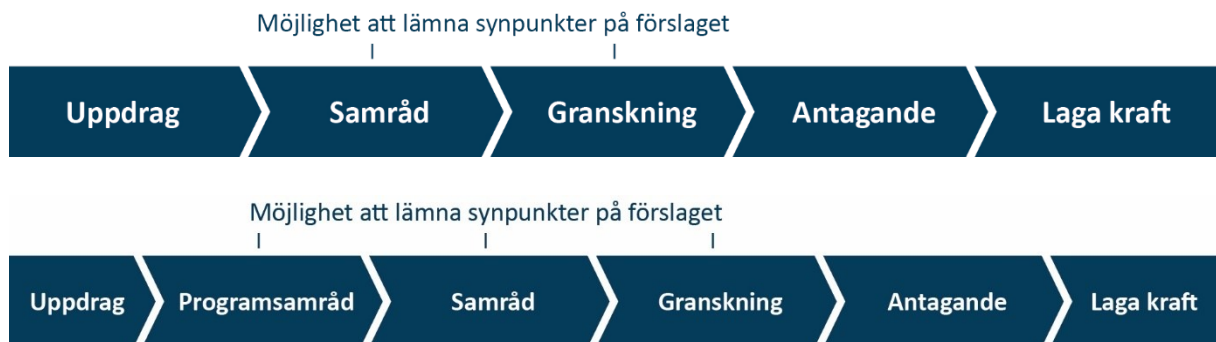 Möjlighet att lämna synpunkter på förslaget
Uppdrag Samråd Granskning Antagande Laga kraft
Möjlighet att lämna synpunkter på förslaget
Uppdrag Programsamråd Samråd Granskning Antagande Laga kraft